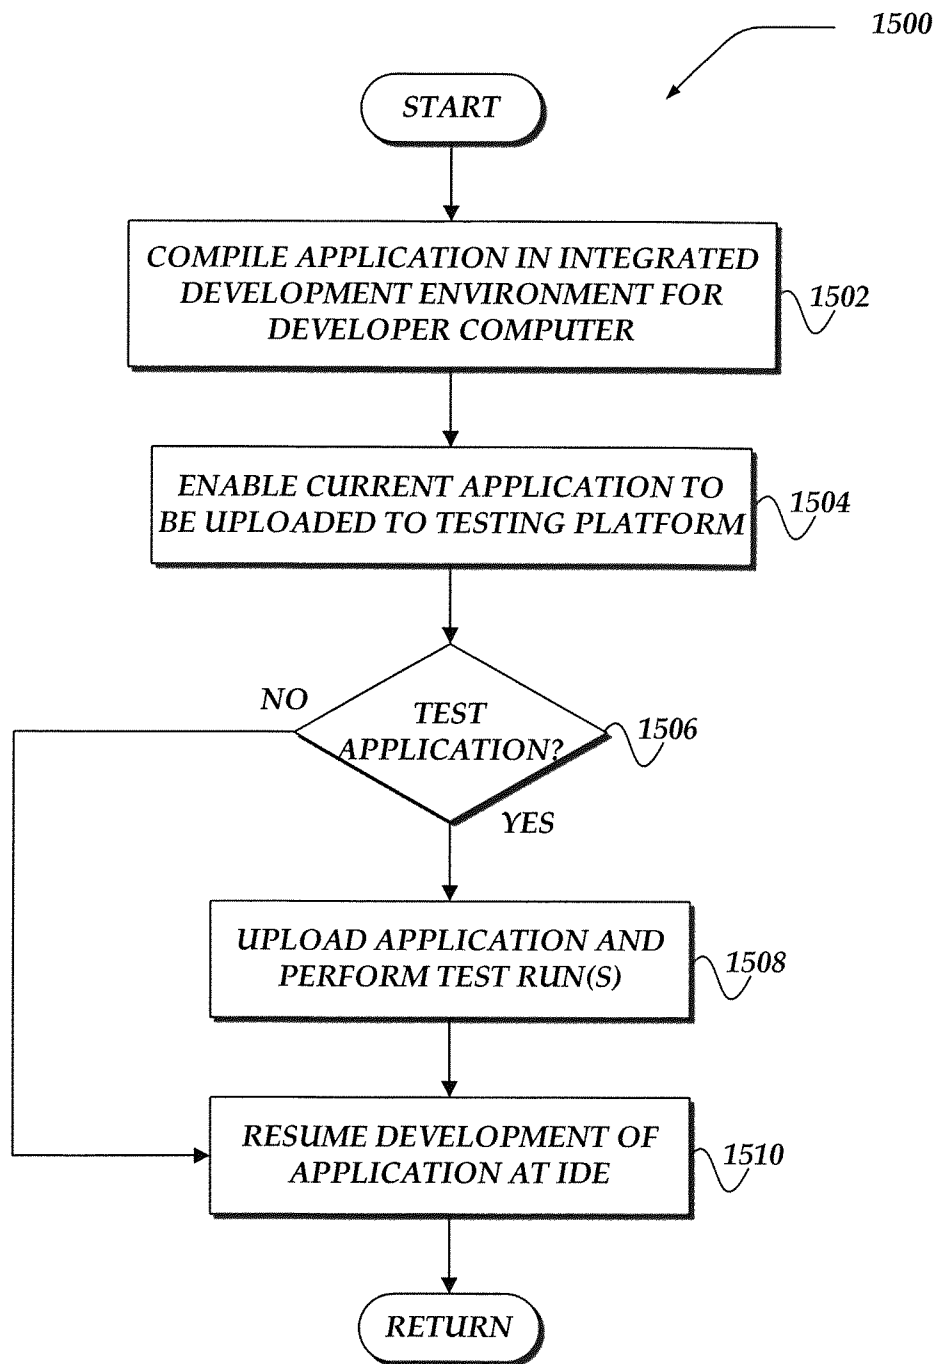 1500
START
COMPILE APPLICATION IN INTEGRATED
DEVELOPMENT ENVIRONMENT FOR
DEVELOPER COMPUTER
1502
ENABLE CURRENT APPLICATION TO
BE UPLOADED TO TESTING PLATFORM
1504
NO
TEST
APPLICATION?
1506
YES
UPLOAD APPLICATION AND
PERFORM TEST RUN(S)
1508
RESUME DEVELOPMENT OF
APPLICATION AT IDE
1510
RETURN